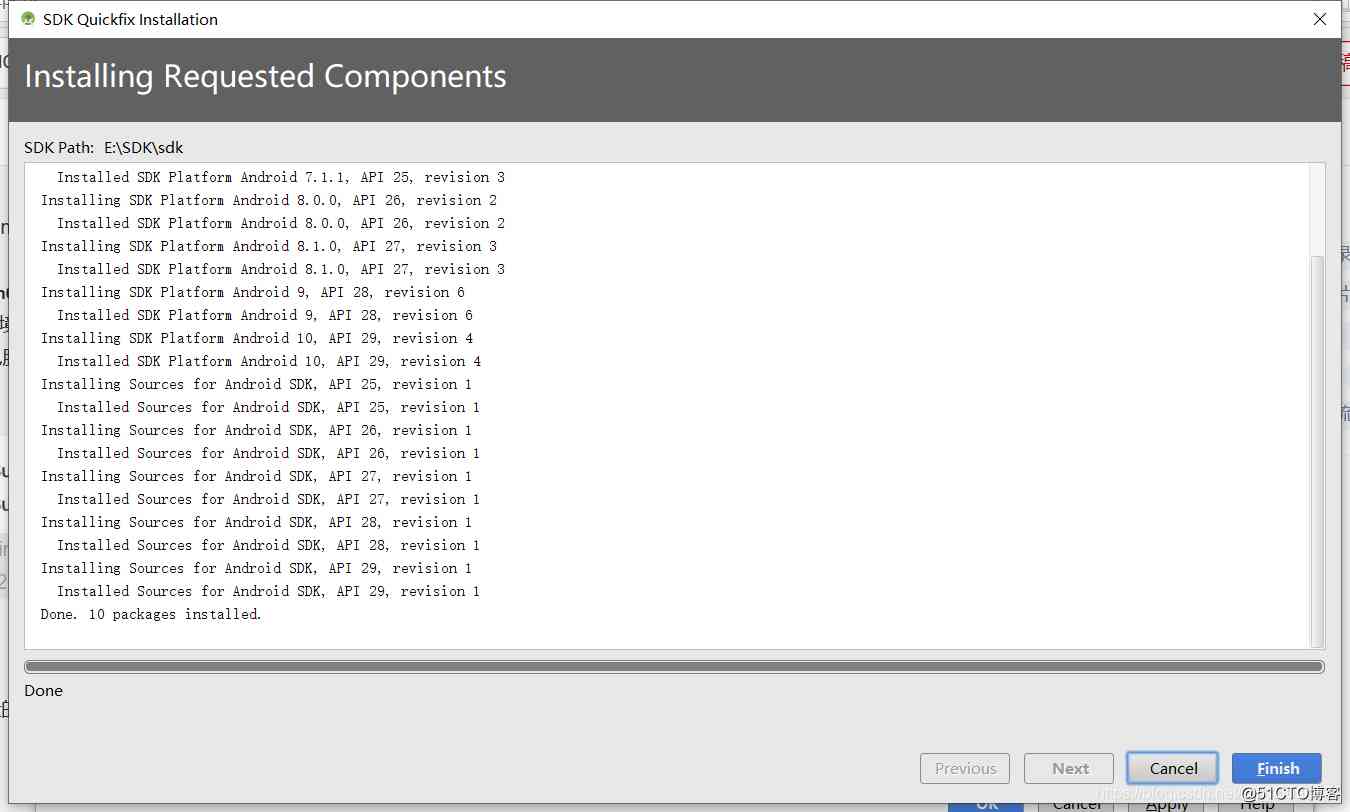 SDK Quickfix Installation
Installing Requested Components
SDK Path: E:\SDK\sdk
Installed SDK Platform Android 7.1.1, API 25, revision 3
Installing SDK Platform Android 8.0.0, API 26, revision 2
Installed SDK Platform Android 8.0.0, API 26, revision 2
Installing SDK Platform Android 8.1.0, API 27, revision 3
Installed SDK Platform Android 8.1.0, API 27, revision 3
Installing SDK Platform Android 9, API 28, revision 6
Installed SDK Platform Android 9, API 28, revision 6
Installing SDK Platform Android 10, API 29, revision 4
Installed SDK Platform Android 10, API 29, revision 4
Installing Sources for Android SDK, API 25, revision 1
Installed Sources for Android SDK, API 25, revision 1
Installing Sources for Android SDK, API 26, revision 1
Installed Sources for Android SDK, API 26, revision 1
Installing Sources for Android SDK, API 27, revision 1
Installed Sources for Android SDK, API 27, revision 1
Installing Sources for Android SDK, API 28, revision 1
Installed Sources for Android SDK, API 28, revision 1
Installing Sources for Android SDK, API 29, revision 1
Installed Sources for Android SDK, API 29, revision 1
Done. 10 packages installed.
Done
Previous Next Cancel Finish
@51CTO博客
OK Cancel Apply Help